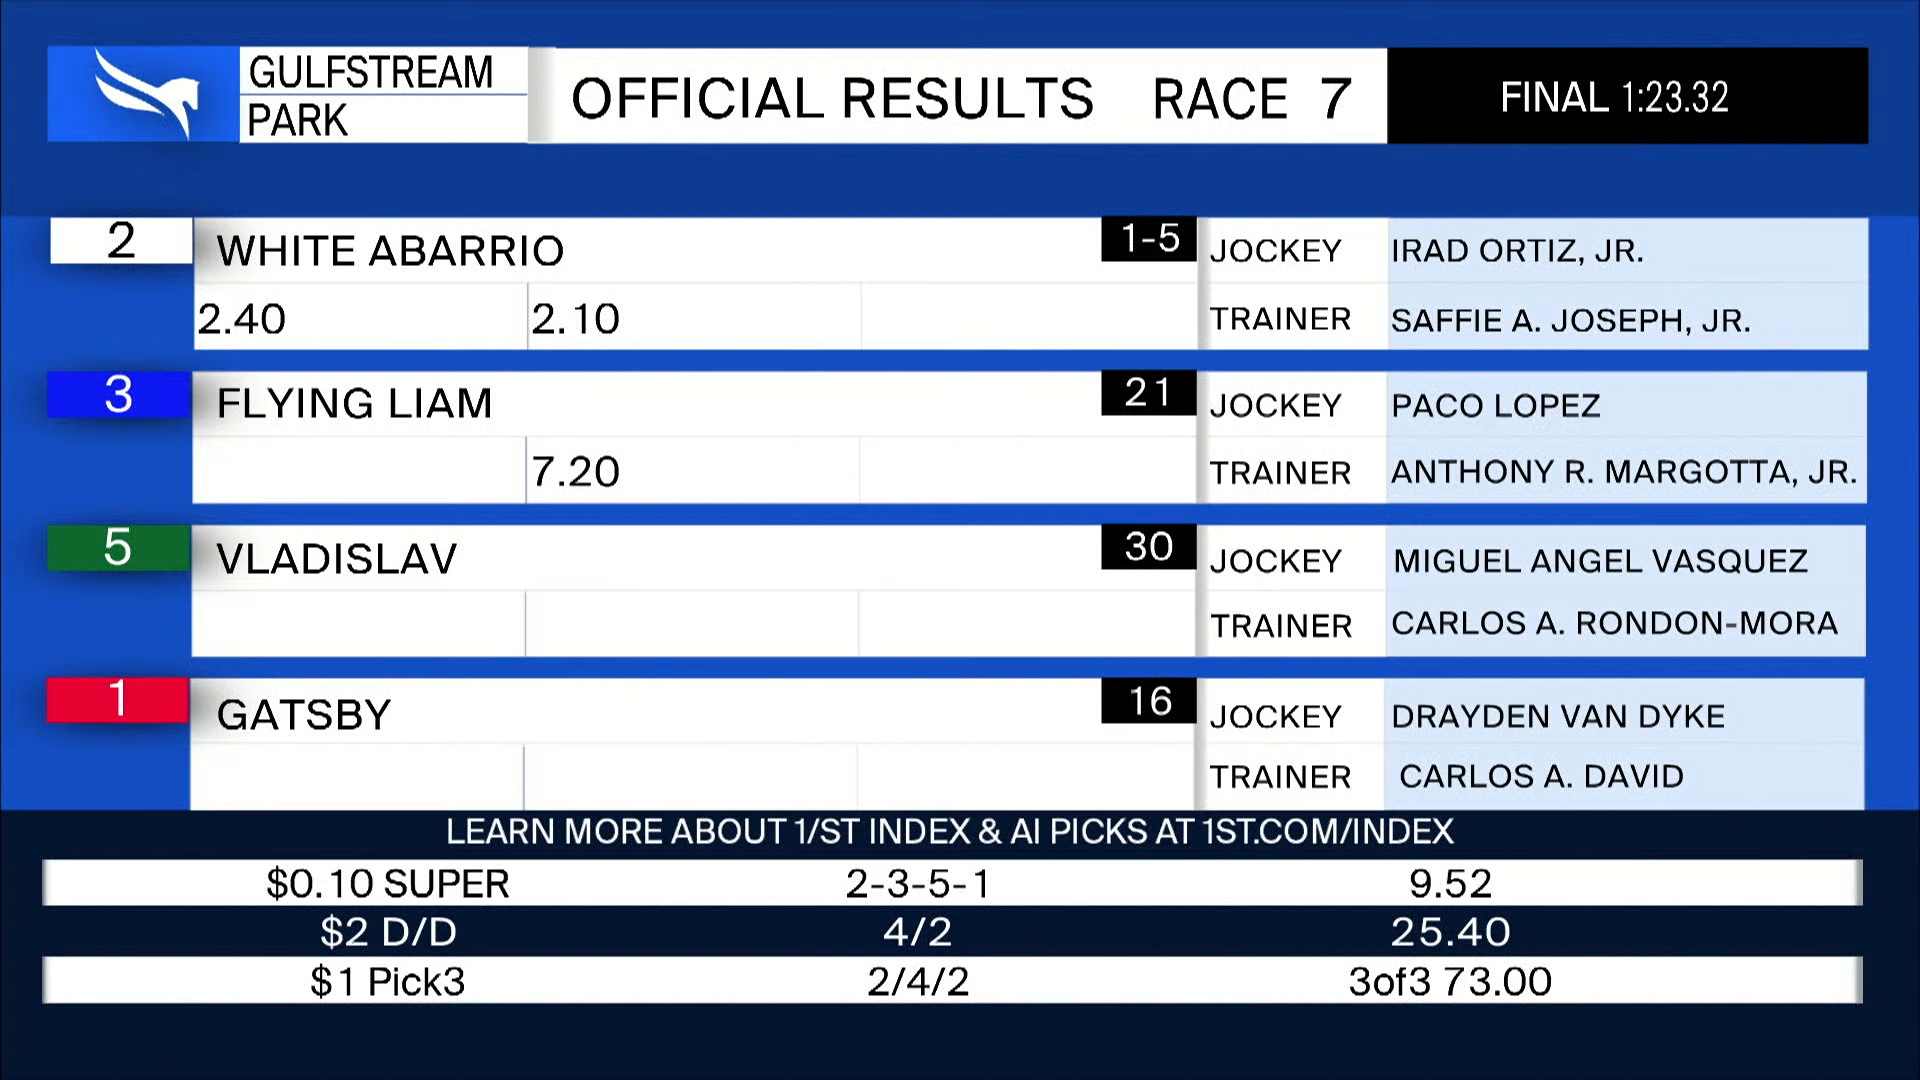 GULFSTREAM
PARK
OFFICIAL RESULTS RACE 7
FINAL 1:23.32
2 WHITE ABARRIO 1-5 JOCKEY IRAD ORTIZ, JR.
2.40 2.10 TRAINER SAFFIE A. JOSEPH, JR.
3 FLYING LIAM 21 JOCKEY PACO LOPEZ
7.20 TRAINER ANTHONY R. MARGOTTA, JR.
5 VLADISLAV 30 JOCKEY MIGUEL ANGEL VASQUEZ
TRAINER CARLOS A. RONDON-MORA
1 GATSBY 16 JOCKEY DRAYDEN VAN DYKE
TRAINER CARLOS A. DAVID
LEARN MORE ABOUT 1/ST INDEX & AI PICKS AT 1ST.COM/INDEX
$0.10 SUPER 2-3-5-1 9.52
$2 D/D 4/2 25.40
$1 Pick3 2/4/2 3of3 73.00